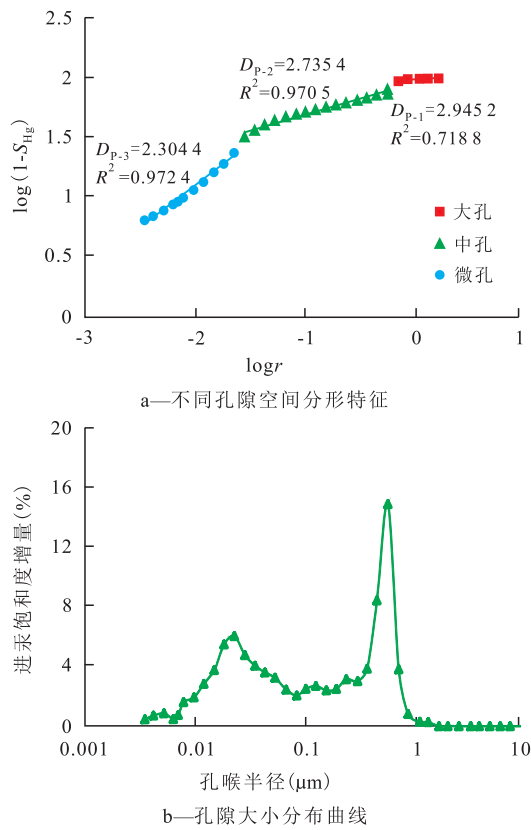 2.5
2
1.5
1
0.5
0
log(1-S_Hg)
D_P-2=2.735 4
R²=0.970 5
D_P-1=2.945 2
R²=0.718 8
D_P-3=2.304 4
R²=0.972 4
大孔
中孔
微孔
-3 -2 -1 0 1
logr
a—不同孔隙空间分形特征
20
16
12
8
4
0
进汞饱和度增量(%)
0.001 0.01 0.1 1 10
孔喉半径(μm)
b—孔隙大小分布曲线